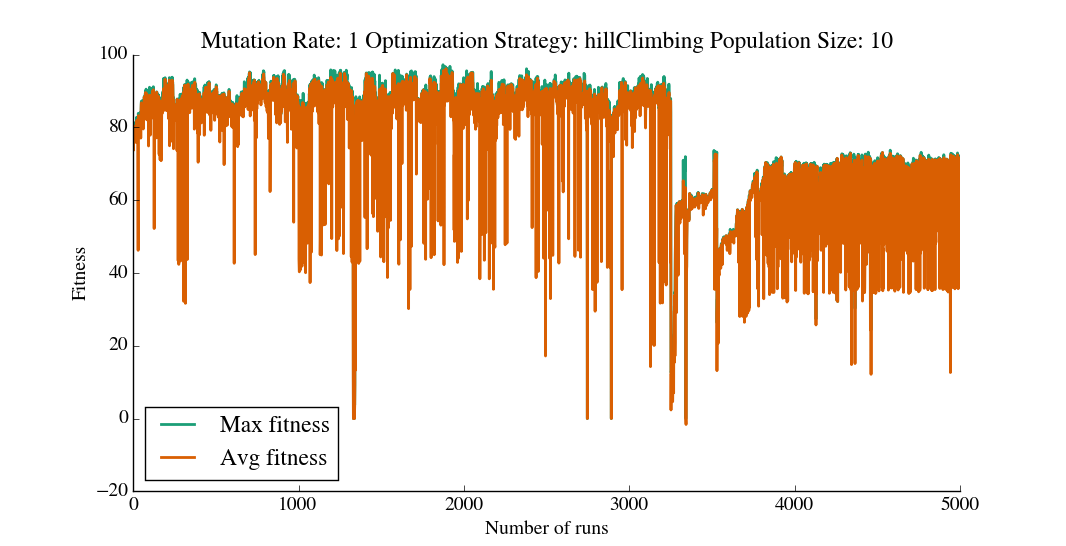 Mutation Rate: 1 Optimization Strategy: hillClimbing Population Size: 10
100
80
60
40
20
0
−20
Fitness
Max fitness
Avg fitness
0 1000 2000 3000 4000 5000
Number of runs